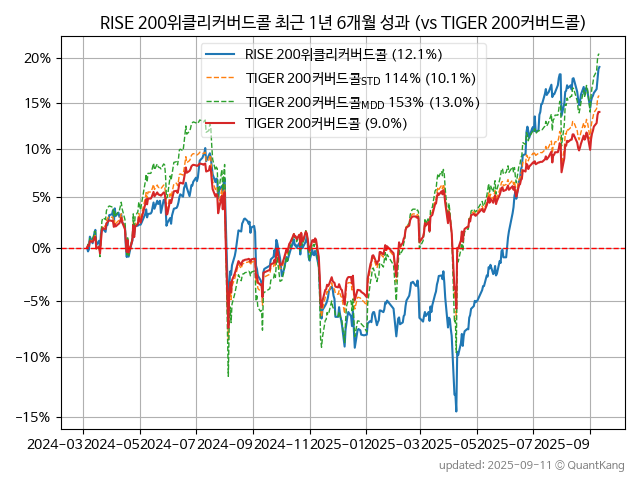 RISE 200위클리커버드콜 최근 1년 6개월 성과 (vs TIGER 200커버드콜)
RISE 200위클리커버드콜 (12.1%)
TIGER 200커버드콜STD 114% (10.1%)
TIGER 200커버드콜MDD 153% (13.0%)
TIGER 200커버드콜 (9.0%)
20%
15%
10%
5%
0%
−5%
−10%
−15%
2024-03 2024-05 2024-07 2024-09 2024-11 2025-01 2025-03 2025-05 2025-07 2025-09
updated: 2025-09-11 © QuantKang